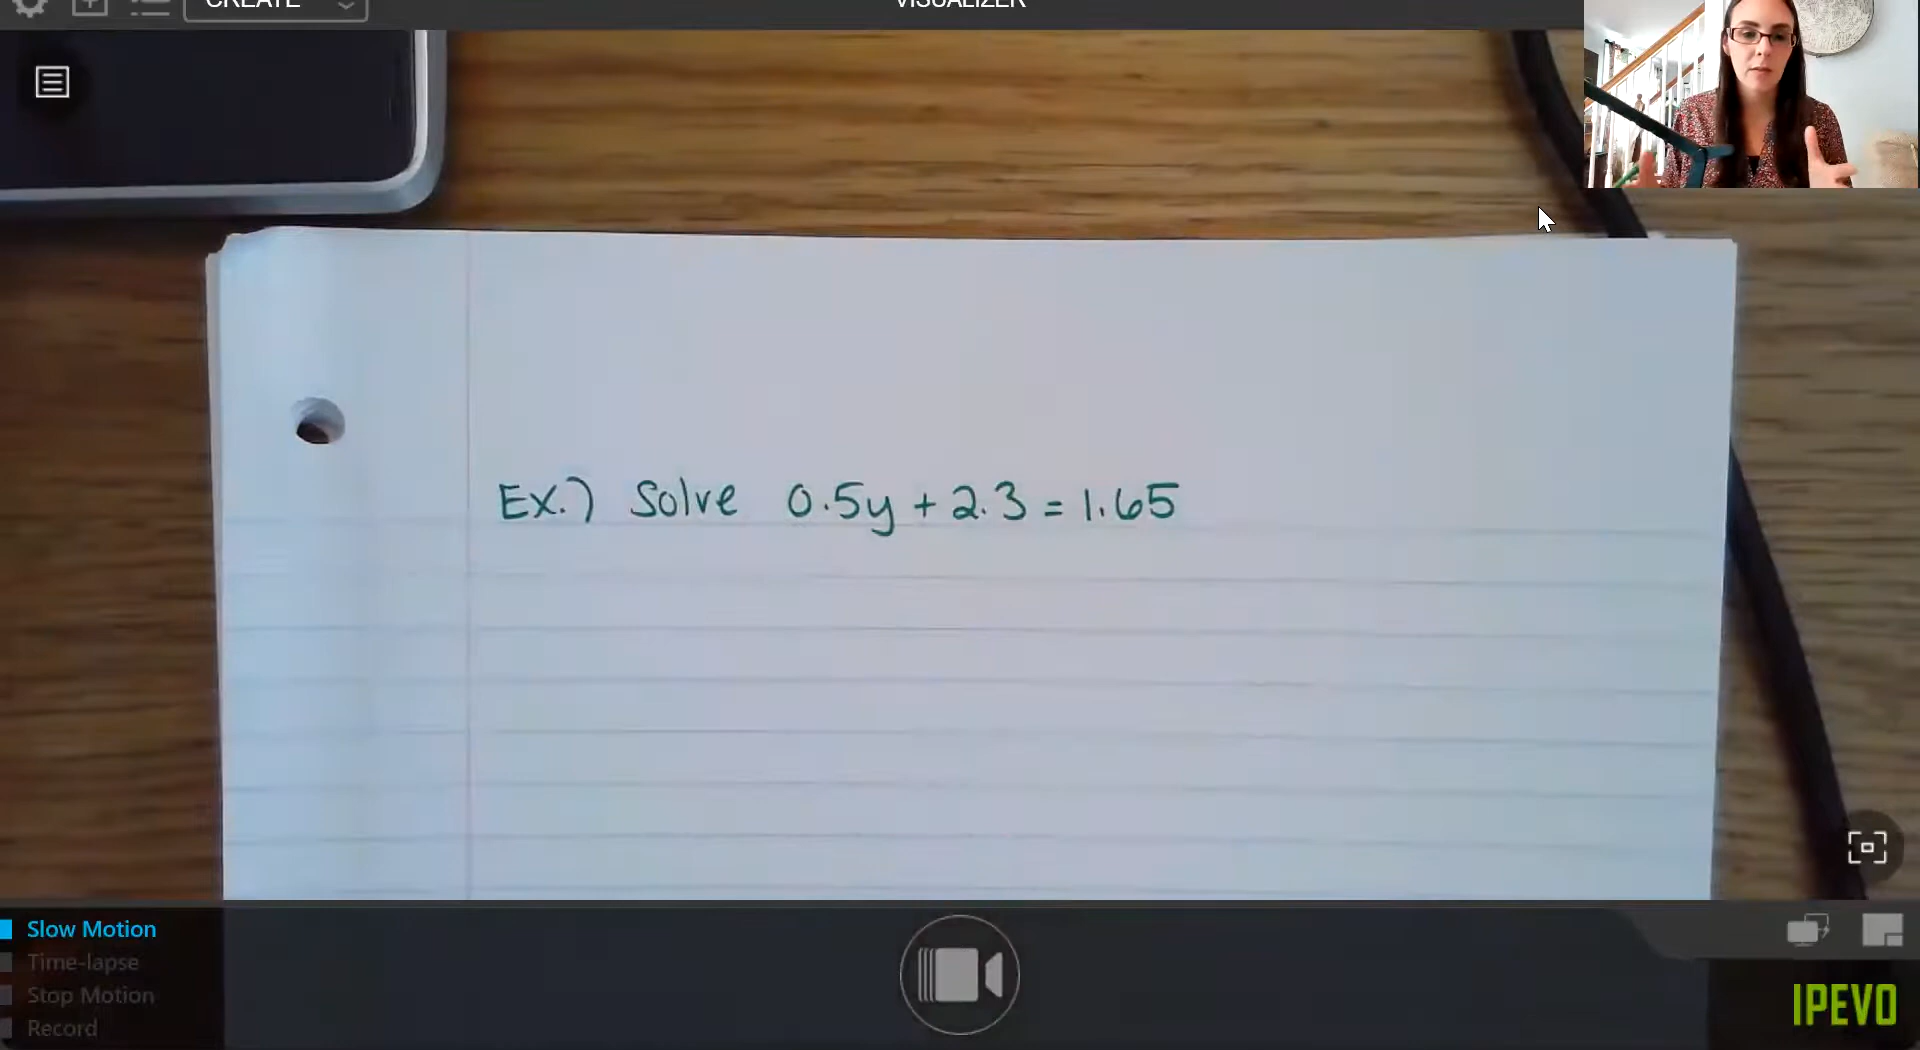 CREATE
VISUALIZER
Ex.) Solve 0.5y + 2.3 = 1.65
Slow Motion
Time-lapse
Stop Motion
Record
IPEVO